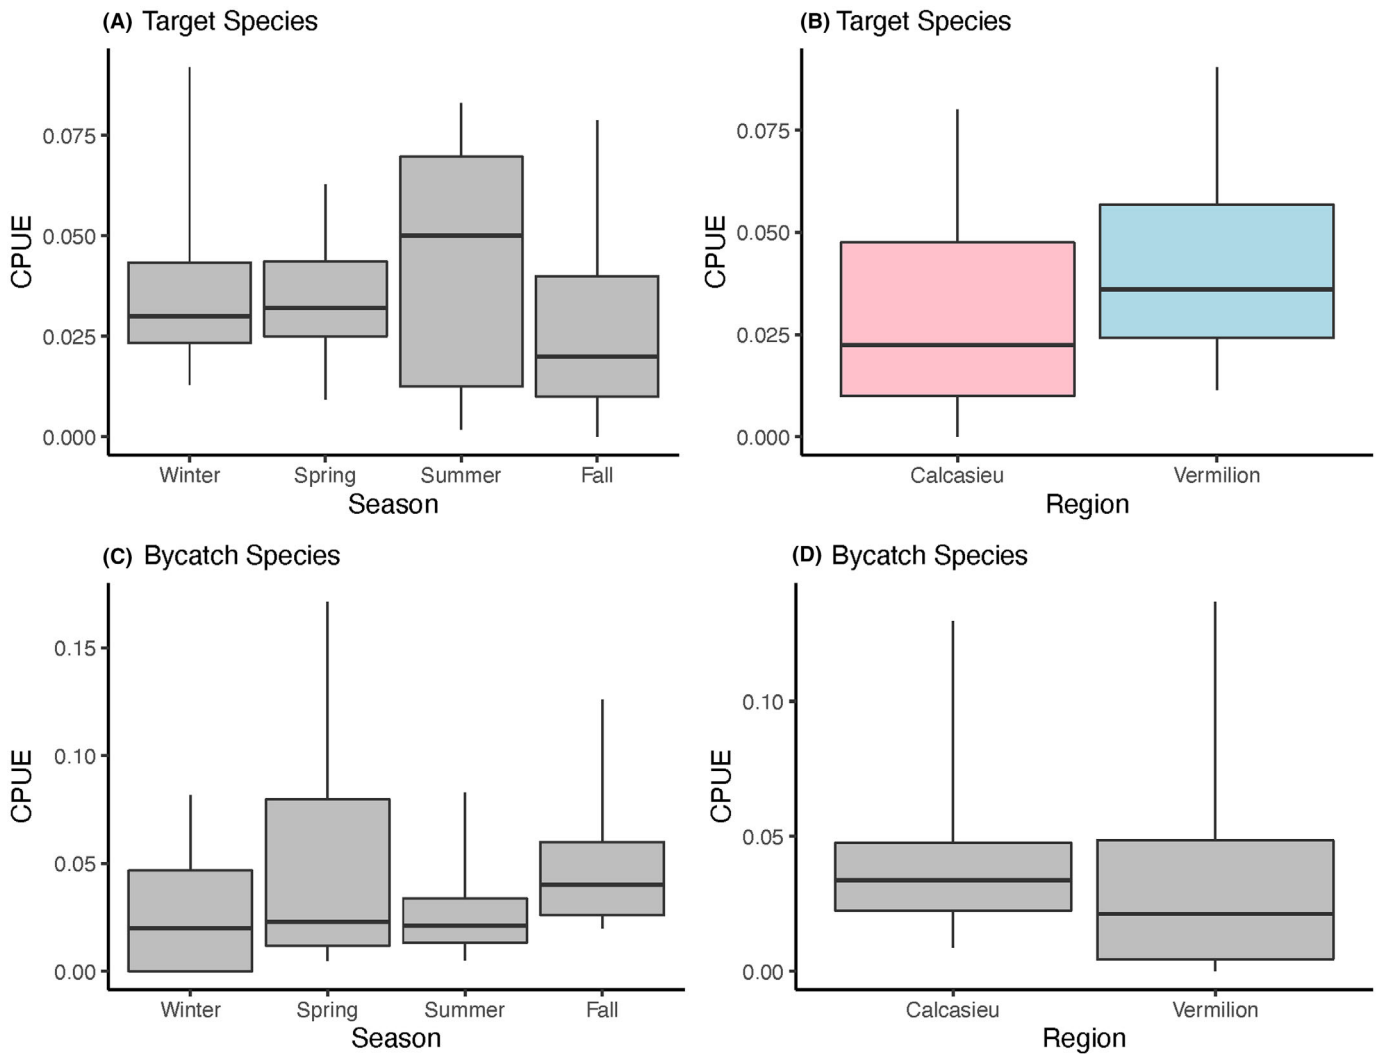 (A) Target Species
CPUE
0.075
0.050
0.025
0.000
Winter Spring Summer Fall
Season
(B) Target Species
CPUE
0.075
0.050
0.025
0.000
Calcasieu Vermilion
Region
(C) Bycatch Species
CPUE
0.15
0.10
0.05
0.00
Winter Spring Summer Fall
Season
(D) Bycatch Species
CPUE
0.10
0.05
0.00
Calcasieu Vermilion
Region